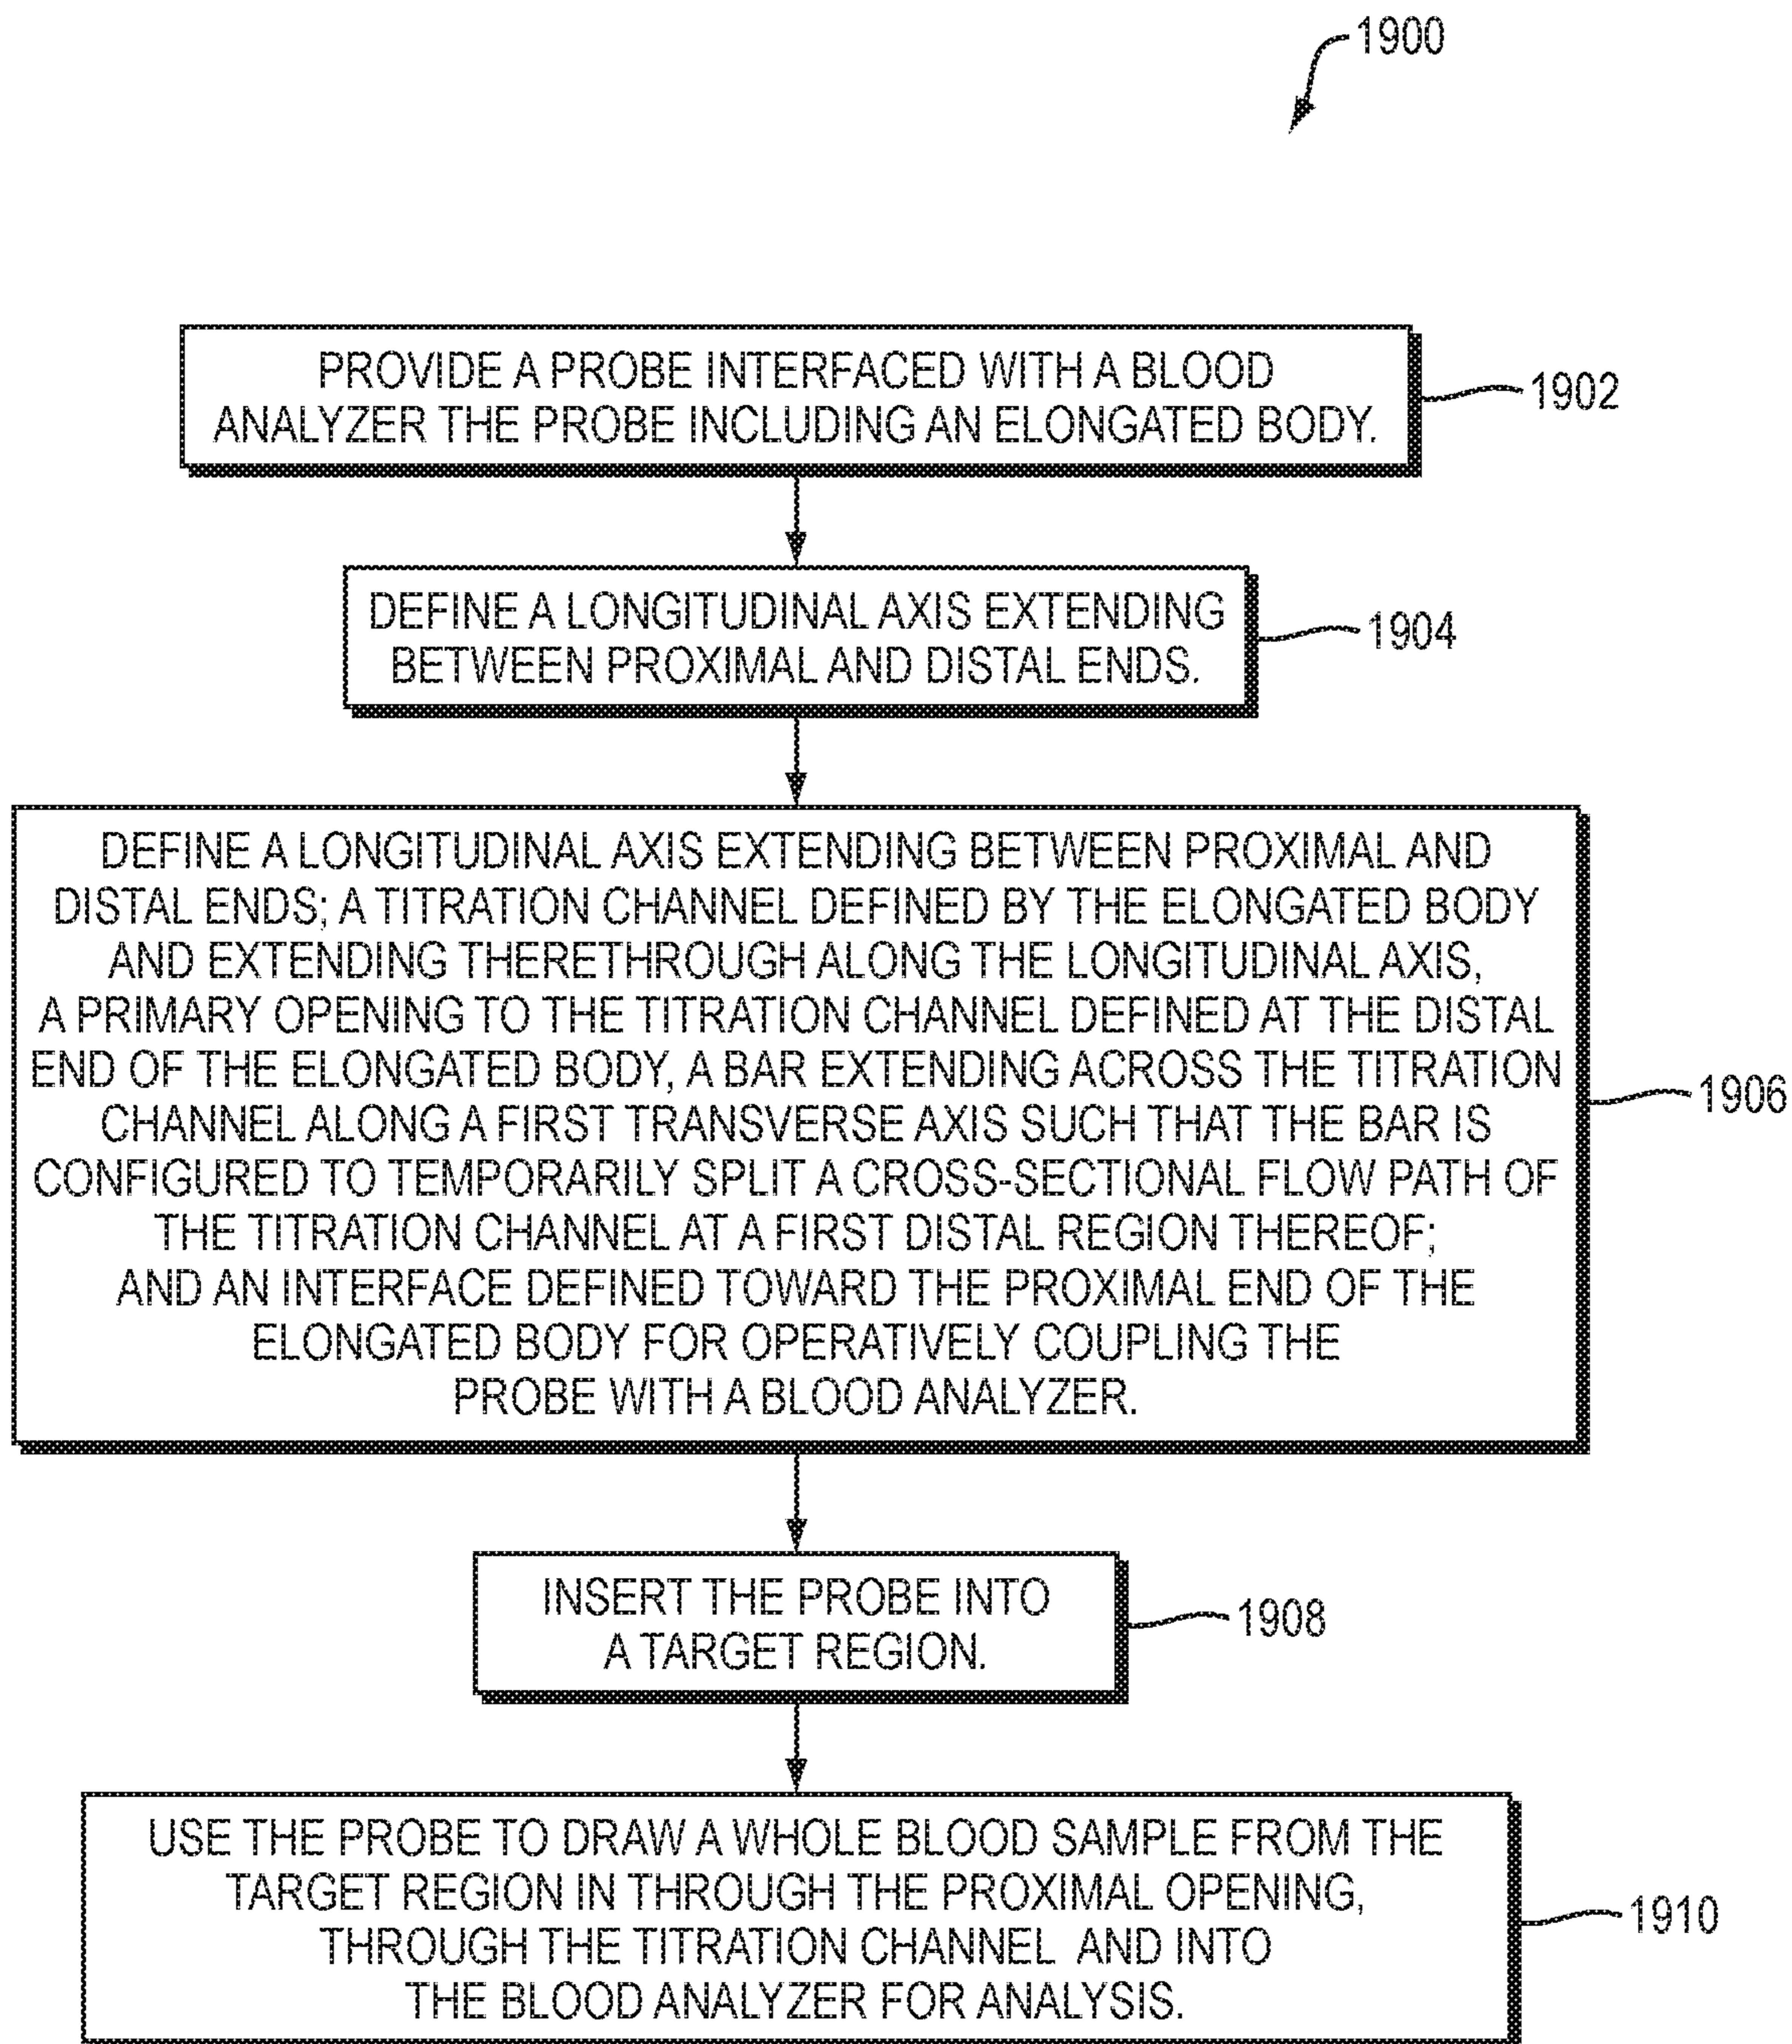 1900
PROVIDE A PROBE INTERFACED WITH A BLOOD
ANALYZER THE PROBE INCLUDING AN ELONGATED BODY.
1902
DEFINE A LONGITUDINAL AXIS EXTENDING
BETWEEN PROXIMAL AND DISTAL ENDS.
1904
DEFINE A LONGITUDINAL AXIS EXTENDING BETWEEN PROXIMAL AND
DISTAL ENDS; A TITRATION CHANNEL DEFINED BY THE ELONGATED BODY
AND EXTENDING THERETHROUGH ALONG THE LONGITUDINAL AXIS,
A PRIMARY OPENING TO THE TITRATION CHANNEL DEFINED AT THE DISTAL
END OF THE ELONGATED BODY, A BAR EXTENDING ACROSS THE TITRATION
CHANNEL ALONG A FIRST TRANSVERSE AXIS SUCH THAT THE BAR IS
CONFIGURED TO TEMPORARILY SPLIT A CROSS-SECTIONAL FLOW PATH OF
THE TITRATION CHANNEL AT A FIRST DISTAL REGION THEREOF;
AND AN INTERFACE DEFINED TOWARD THE PROXIMAL END OF THE
ELONGATED BODY FOR OPERATIVELY COUPLING THE
PROBE WITH A BLOOD ANALYZER.
1906
INSERT THE PROBE INTO
A TARGET REGION.
1908
USE THE PROBE TO DRAW A WHOLE BLOOD SAMPLE FROM THE
TARGET REGION IN THROUGH THE PROXIMAL OPENING,
THROUGH THE TITRATION CHANNEL AND INTO
THE BLOOD ANALYZER FOR ANALYSIS.
1910